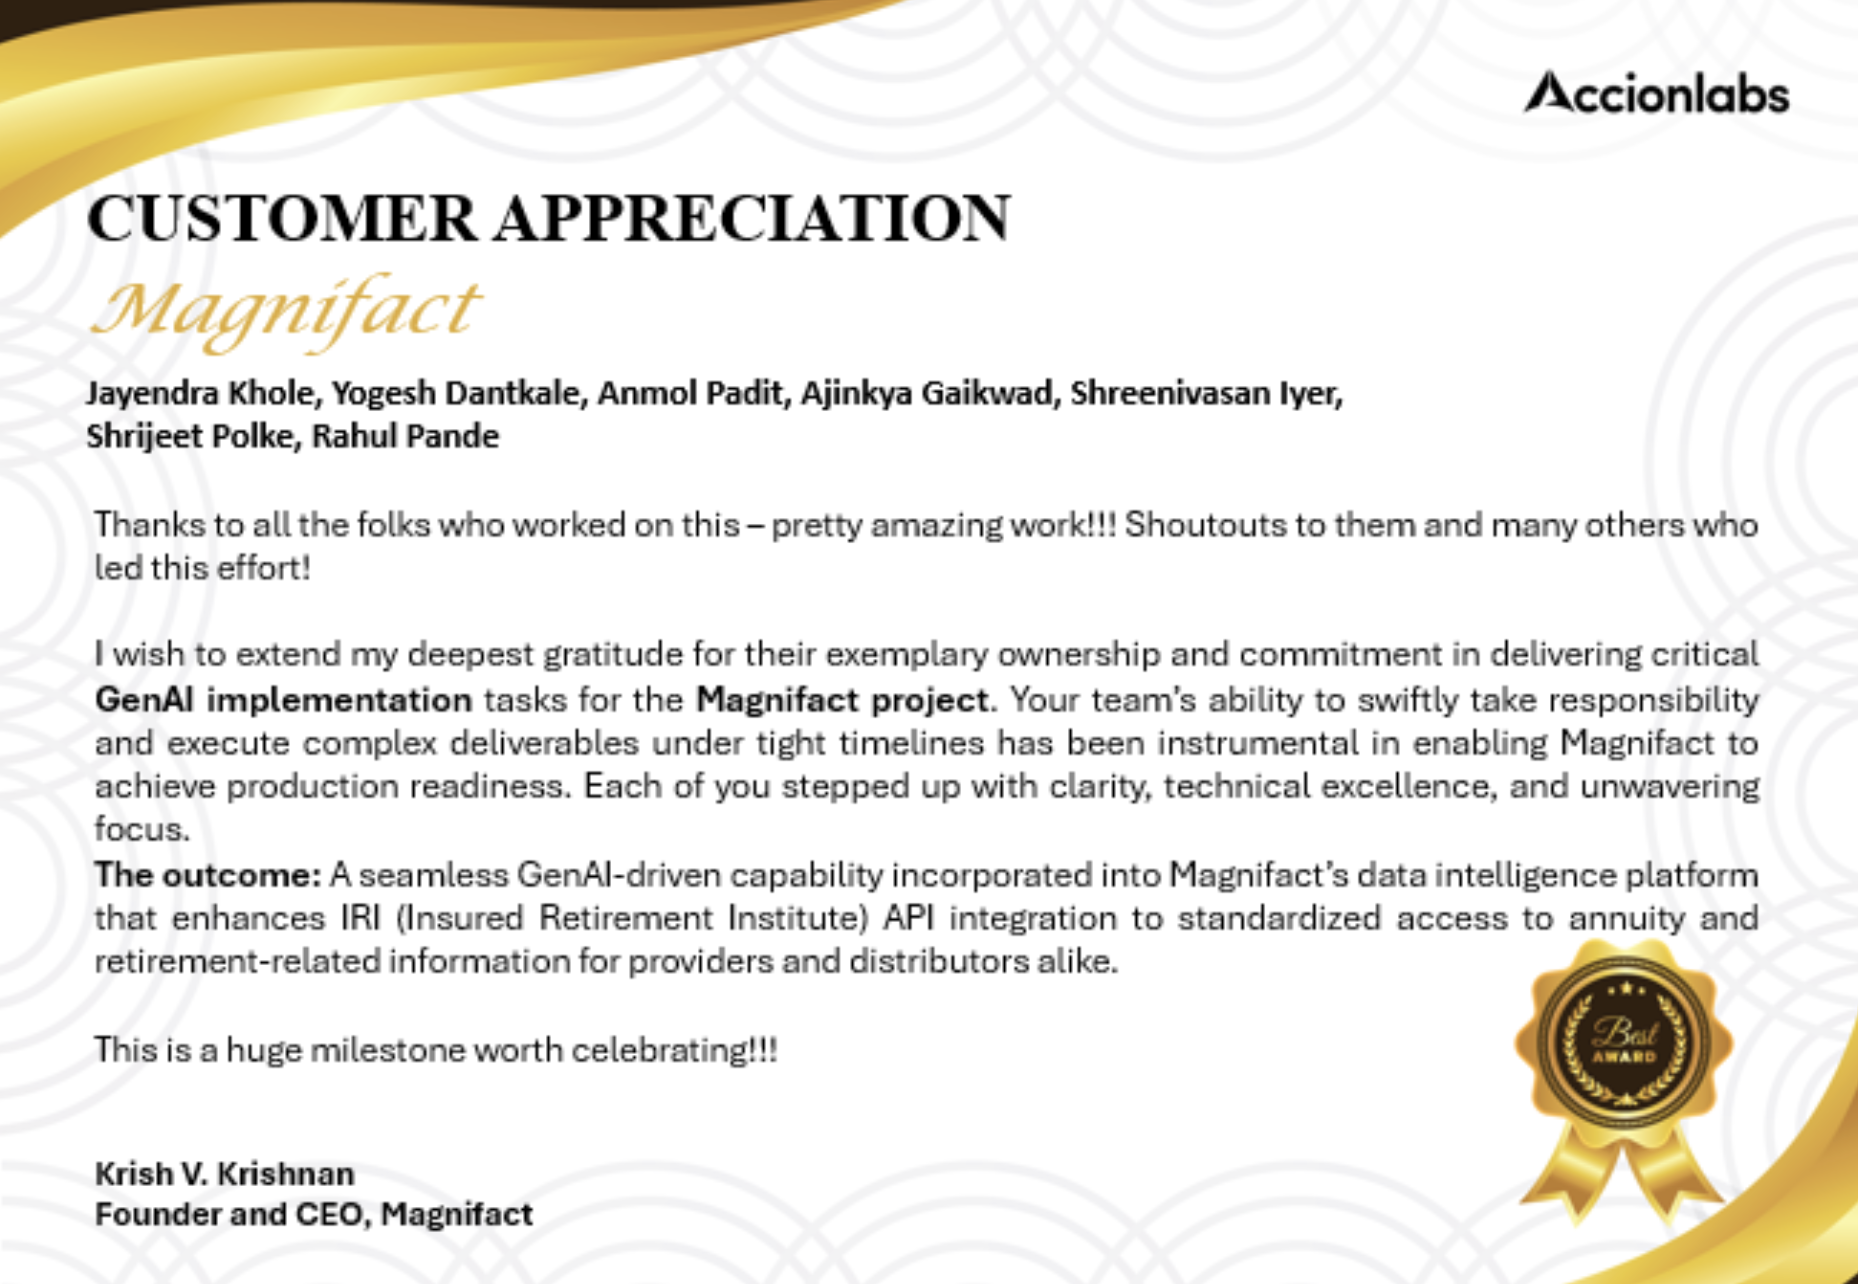 Accionlabs
CUSTOMER APPRECIATION
Magnifact
Jayendra Khole, Yogesh Dantkale, Anmol Padit, Ajinkya Gaikwad, Shreenivasan Iyer,
Shrijeet Polke, Rahul Pande
Thanks to all the folks who worked on this – pretty amazing work!!! Shoutouts to them and many others who
led this effort!
I wish to extend my deepest gratitude for their exemplary ownership and commitment in delivering critical
GenAI implementation tasks for the Magnifact project. Your team’s ability to swiftly take responsibility
and execute complex deliverables under tight timelines has been instrumental in enabling Magnifact to
achieve production readiness. Each of you stepped up with clarity, technical excellence, and unwavering
focus.
The outcome: A seamless GenAI-driven capability incorporated into Magnifact’s data intelligence platform
that enhances IRI (Insured Retirement Institute) API integration to standardized access to annuity and
retirement-related information for providers and distributors alike.
This is a huge milestone worth celebrating!!!
Best
AWARD
Krish V. Krishnan
Founder and CEO, Magnifact